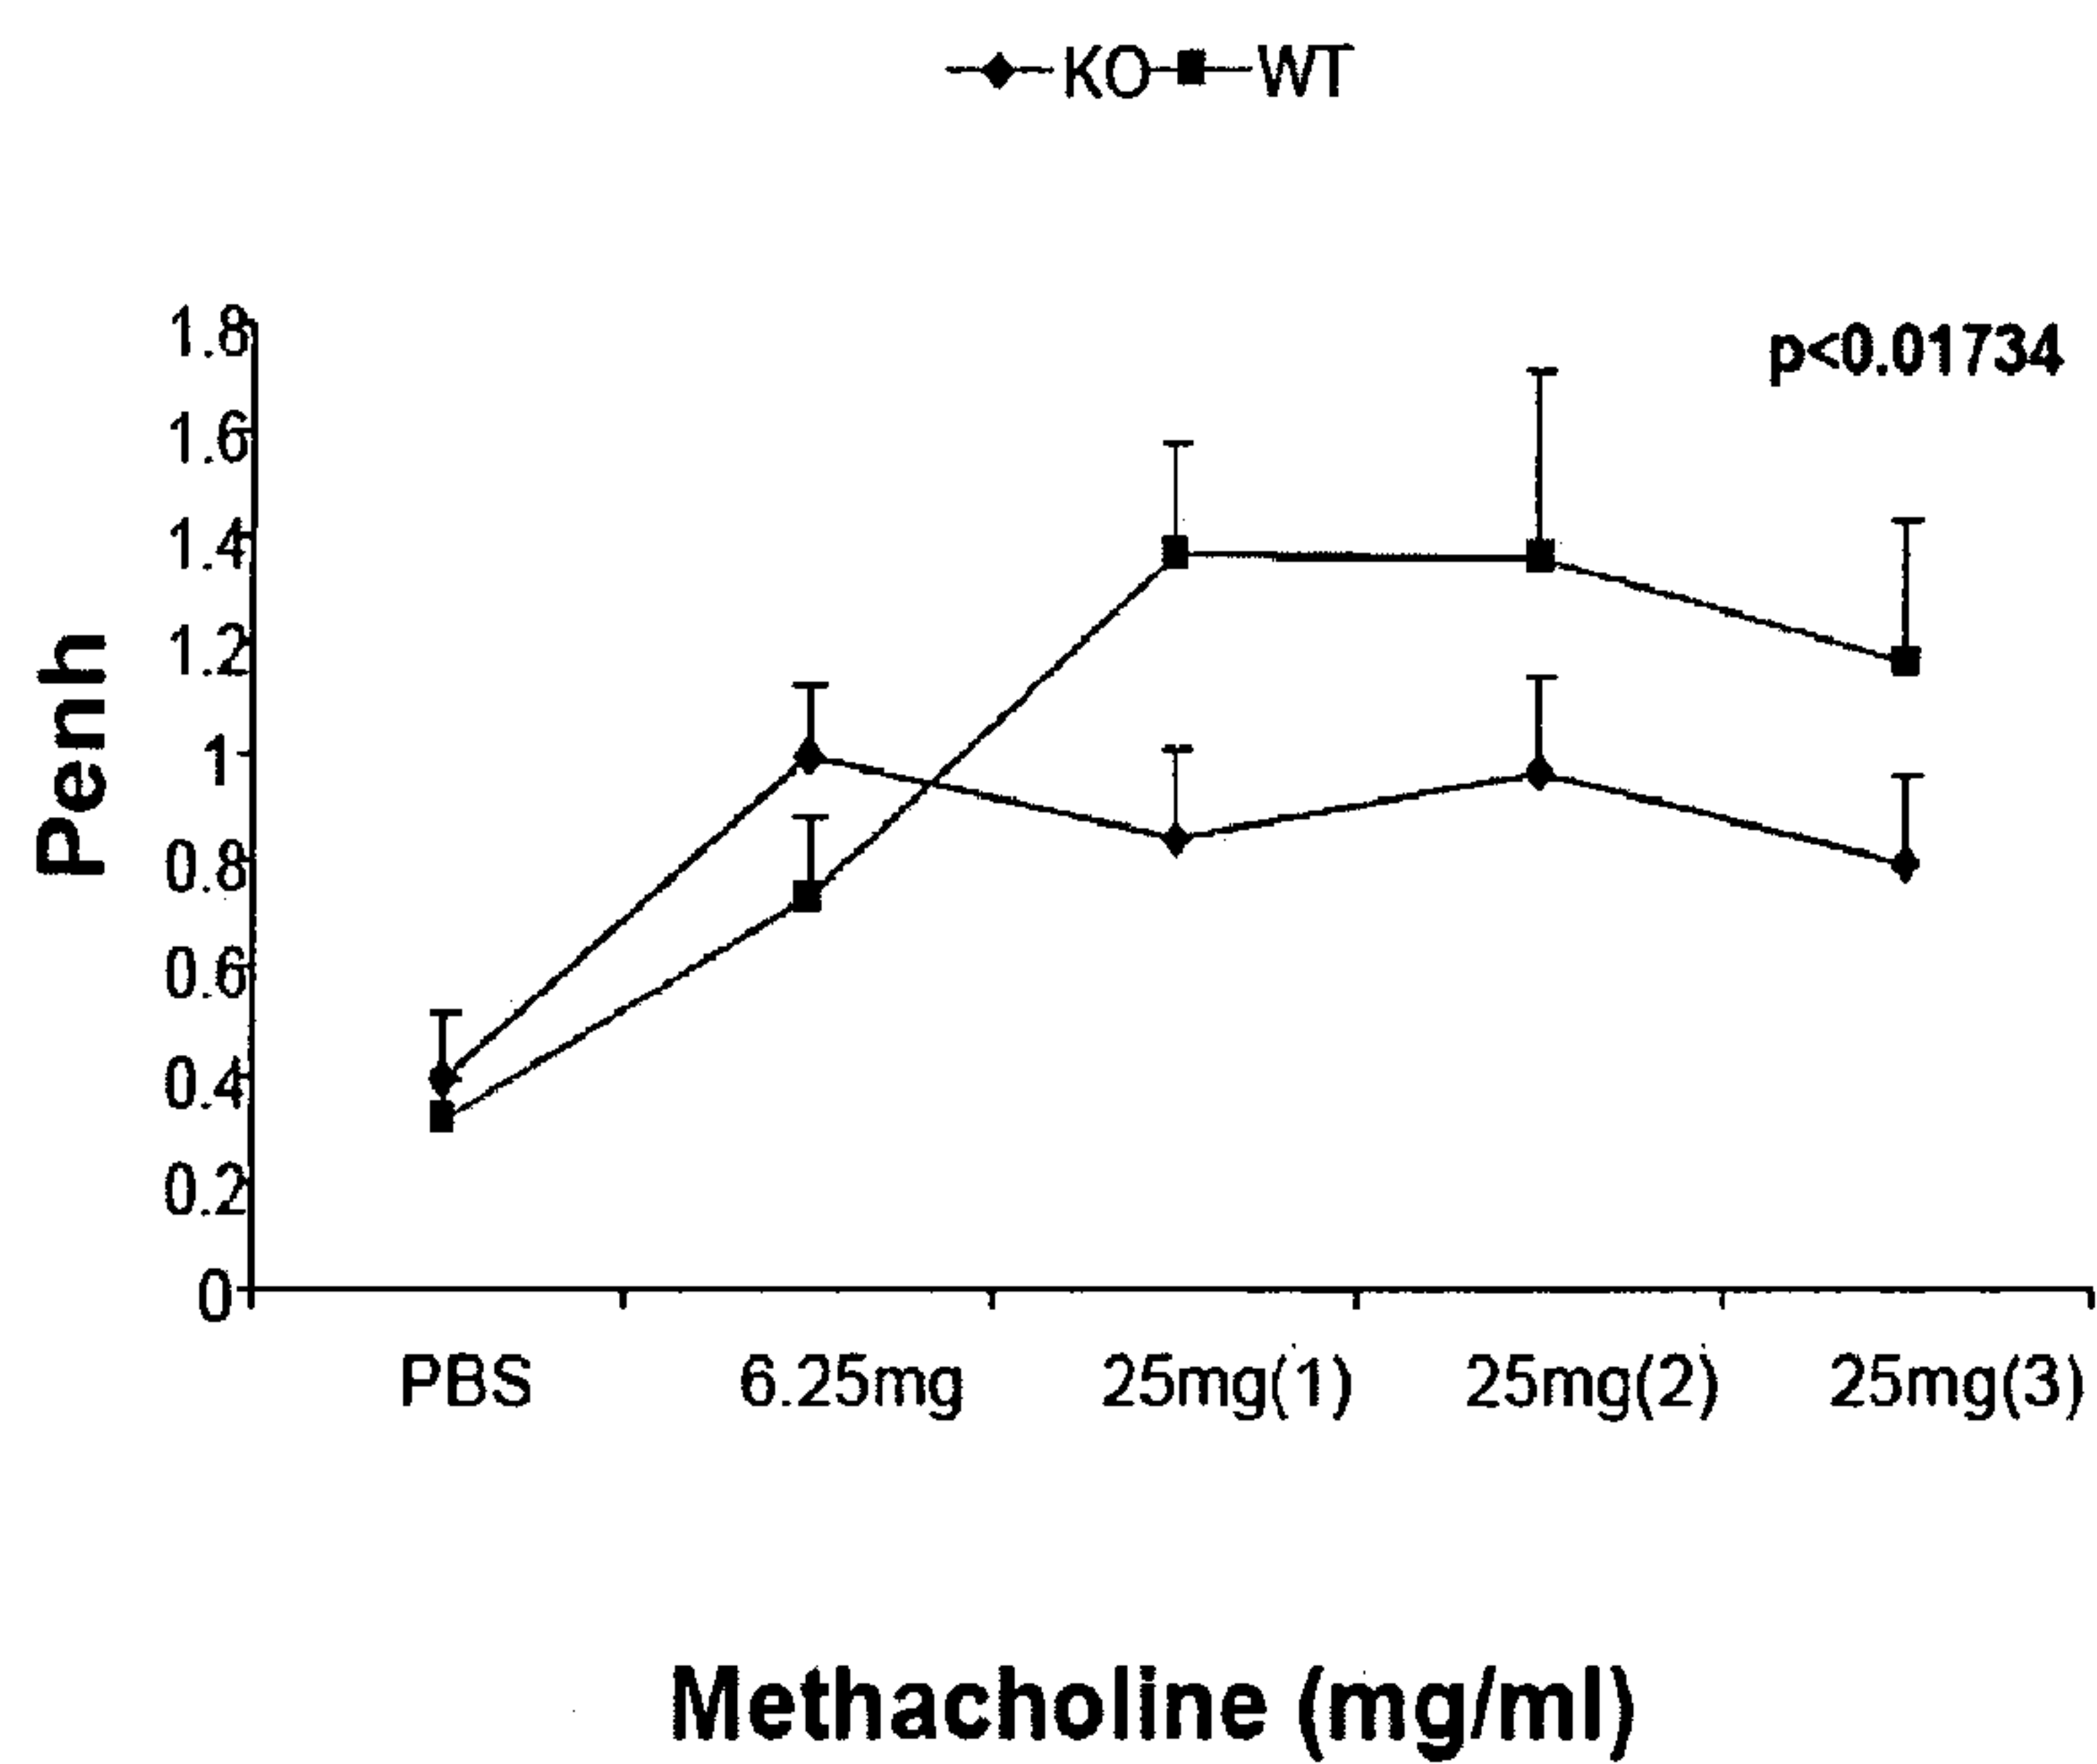 KO WT
p<0.01734
1.8
1.6
1.4
1.2
1
0.8
0.6
0.4
0.2
0
Penh
PBS 6.25mg 25mg(1) 25mg(2) 25mg(3)
Methacholine (mg/ml)